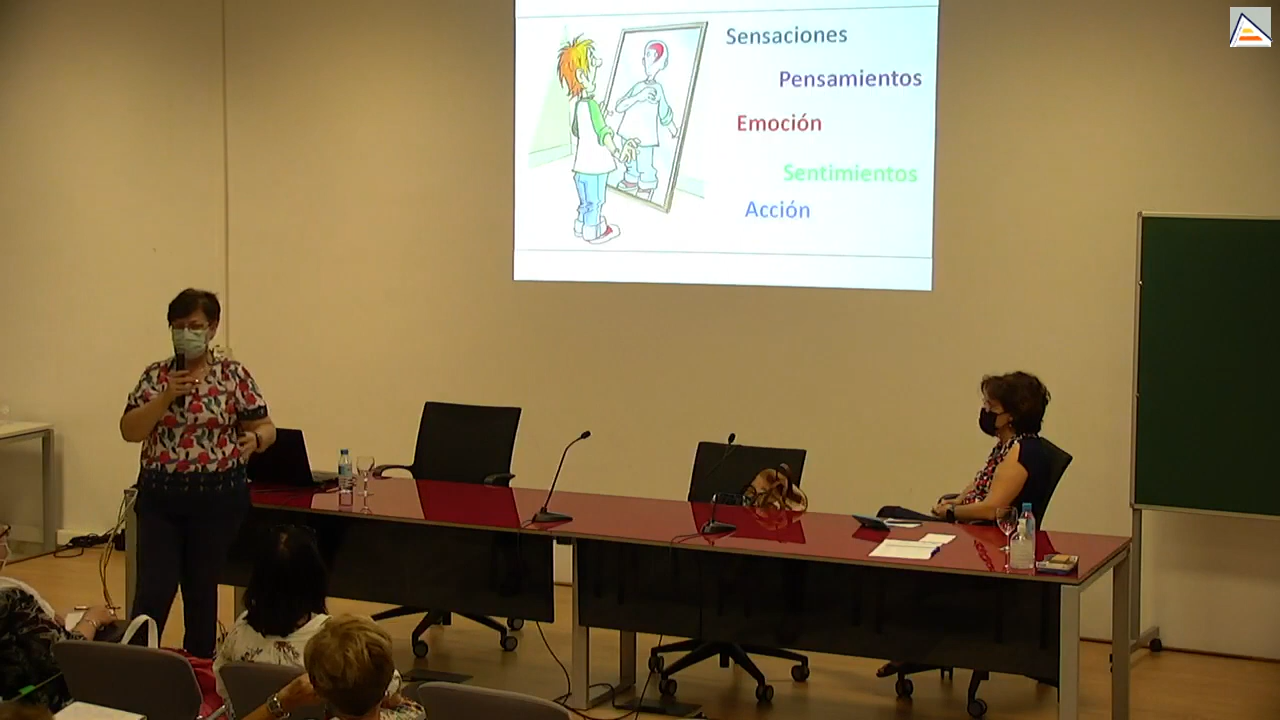 Sensaciones
Pensamientos
Emoción
Sentimientos
Acción